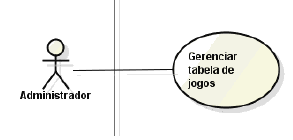 Gerenciar
tabela de
jogos
Administrador